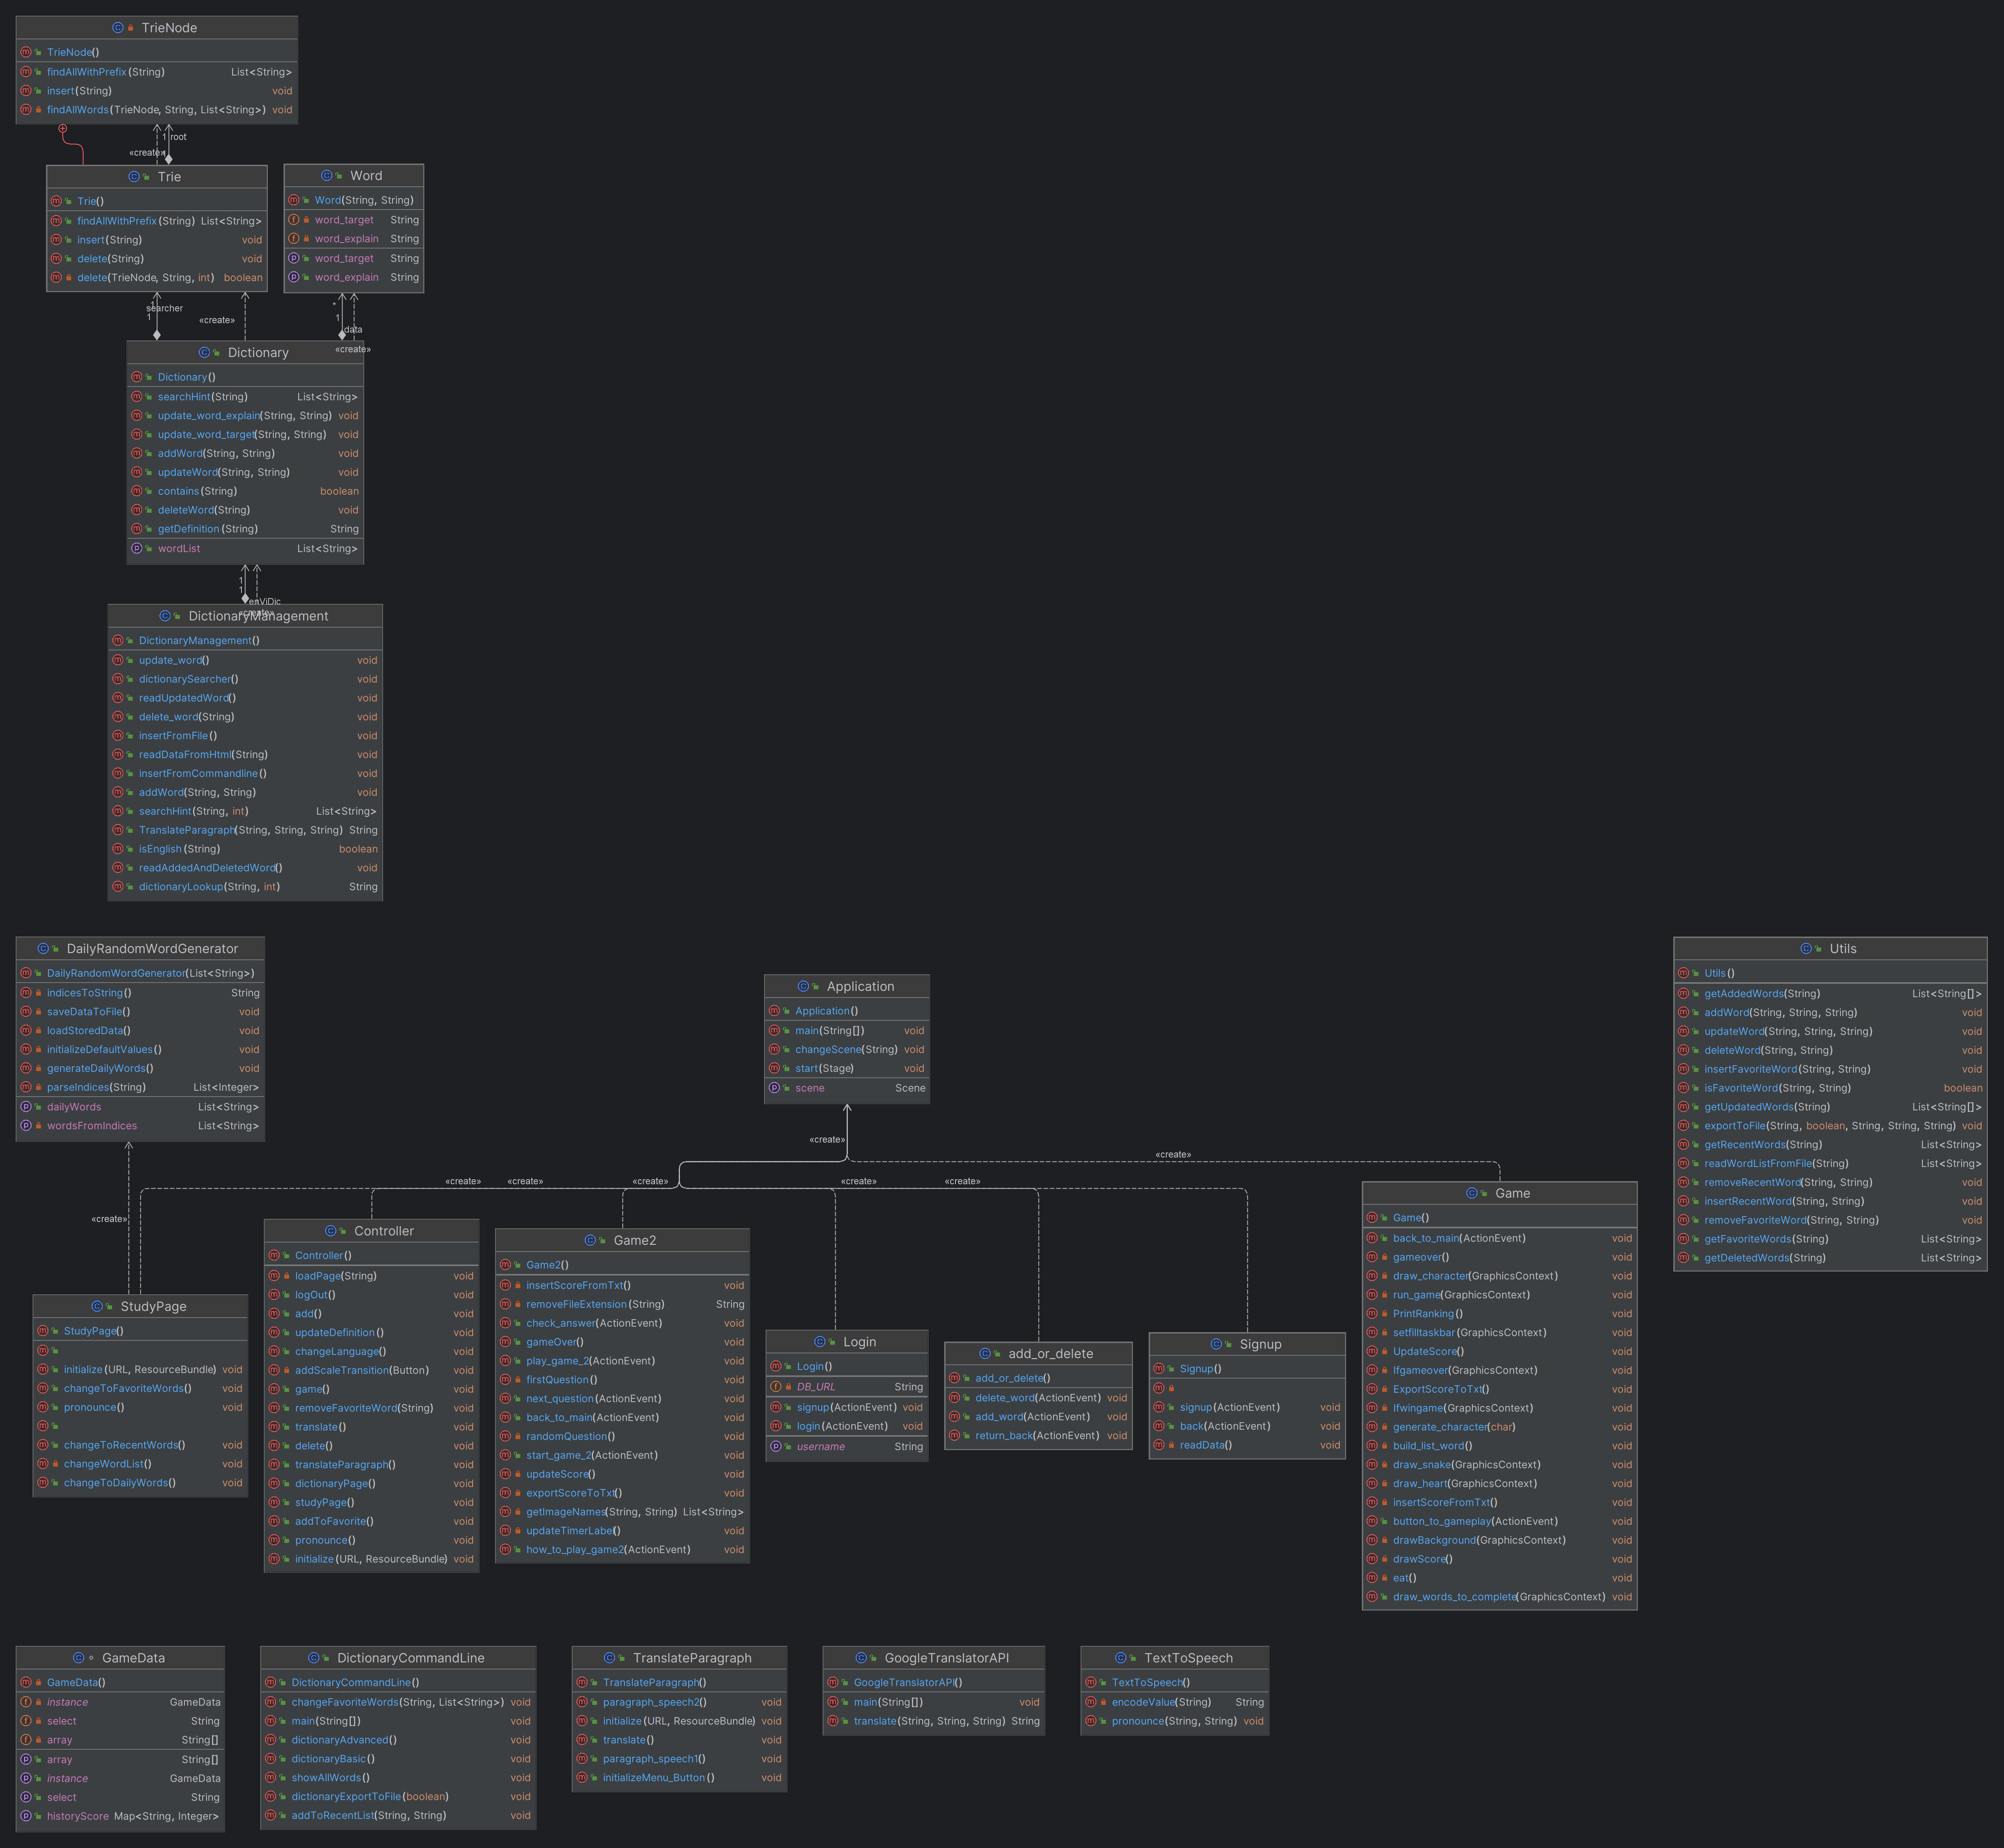 TrieNode
TrieNode()
findAllWithPrefix(String) List<String>
insert(String) void
findAllWords(TrieNode, String, List<String>) void
1 root
«create»
1
Trie
Trie()
findAllWithPrefix(String) List<String>
insert(String) void
delete(String) void
delete(TrieNode, String, int) boolean
Word
Word(String, String)
word_target String
word_explain String
word_target String
word_explain String
1
searcher
1
«create»
*
1
data
«create»
Dictionary
Dictionary()
searchHint(String) List<String>
update_word_explain(String, String) void
update_word_target(String, String) void
addWord(String, String) void
updateWord(String, String) void
contains(String) boolean
deleteWord(String) void
getDefinition(String) String
wordList List<String>
1
1
enViDic
«create»
DictionaryManagement
DictionaryManagement()
update_word() void
dictionarySearcher() void
readUpdatedWord() void
delete_word(String) void
insertFromFile() void
readDataFromHtml(String) void
insertFromCommandline() void
addWord(String, String) void
searchHint(String, int) List<String>
TranslateParagraph(String, String, String) String
isEnglish(String) boolean
readAddedAndDeletedWord() void
dictionaryLookup(String, int) String
DailyRandomWordGenerator
DailyRandomWordGenerator(List<String>)
indicesToString() String
saveDataToFile() void
loadStoredData() void
initializeDefaultValues() void
generateDailyWords() void
parseIndices(String) List<Integer>
dailyWords List<String>
wordsFromIndices List<String>
Application
Application()
main(String[]) void
changeScene(String) void
start(Stage) void
scene Scene
Utils
Utils()
getAddedWords(String) List<String[]>
addWord(String, String, String) void
updateWord(String, String, String) void
deleteWord(String, String) void
insertFavoriteWord(String, String) void
isFavoriteWord(String, String) boolean
getUpdatedWords(String) List<String[]>
exportToFile(String, boolean, String, String, String) void
getRecentWords(String) List<String>
readWordListFromFile(String) List<String>
removeRecentWord(String, String) void
insertRecentWord(String, String) void
removeFavoriteWord(String, String) void
getFavoriteWords(String) List<String>
getDeletedWords(String) List<String>
«create»
«create»
«create» «create» «create» «create» «create»
«create»
StudyPage
StudyPage()
initialize(URL, ResourceBundle) void
changeToFavoriteWords() void
pronounce() void
changeToRecentWords() void
changeWordList() void
changeToDailyWords() void
Controller
Controller()
loadPage(String) void
logOut() void
add() void
updateDefinition() void
changeLanguage() void
addScaleTransition(Button) void
game() void
removeFavoriteWord(String) void
translate() void
delete() void
translateParagraph() void
dictionaryPage() void
studyPage() void
addToFavorite() void
pronounce() void
initialize(URL, ResourceBundle) void
Game2
Game2()
insertScoreFromTxt() void
removeFileExtension(String) String
check_answer(ActionEvent) void
gameOver() void
play_game_2(ActionEvent) void
firstQuestion() void
next_question(ActionEvent) void
back_to_main(ActionEvent) void
randomQuestion() void
start_game_2(ActionEvent) void
updateScore() void
exportScoreToTxt() void
getImageNames(String, String) List<String>
updateTimerLabel() void
how_to_play_game2(ActionEvent) void
Login
Login()
DB_URL String
signup(ActionEvent) void
login(ActionEvent) void
username String
add_or_delete
add_or_delete()
delete_word(ActionEvent) void
add_word(ActionEvent) void
return_back(ActionEvent) void
Signup
Signup()
signup(ActionEvent) void
back(ActionEvent) void
readData() void
Game
Game()
back_to_main(ActionEvent) void
gameover() void
draw_character(GraphicsContext) void
run_game(GraphicsContext) void
PrintRanking() void
setfilltaskbar(GraphicsContext) void
UpdateScore() void
Ifgameover(GraphicsContext) void
ExportScoreToTxt() void
Ifwingame(GraphicsContext) void
generate_character(char) void
build_list_word() void
draw_snake(GraphicsContext) void
draw_heart(GraphicsContext) void
insertScoreFromTxt() void
button_to_gameplay(ActionEvent) void
drawBackground(GraphicsContext) void
drawScore() void
eat() void
draw_words_to_complete(GraphicsContext) void
GameData
GameData()
instance GameData
select String
array String[]
array String[]
instance GameData
select String
historyScore Map<String, Integer>
DictionaryCommandLine
DictionaryCommandLine()
changeFavoriteWords(String, List<String>) void
main(String[]) void
dictionaryAdvanced() void
dictionaryBasic() void
showAllWords() void
dictionaryExportToFile(boolean) void
addToRecentList(String, String) void
TranslateParagraph
TranslateParagraph()
paragraph_speech2() void
initialize(URL, ResourceBundle) void
translate() void
paragraph_speech1() void
initializeMenu_Button() void
GoogleTranslatorAPI
GoogleTranslatorAPI()
main(String[]) void
translate(String, String, String) String
TextToSpeech
TextToSpeech()
encodeValue(String) String
pronounce(String, String) void